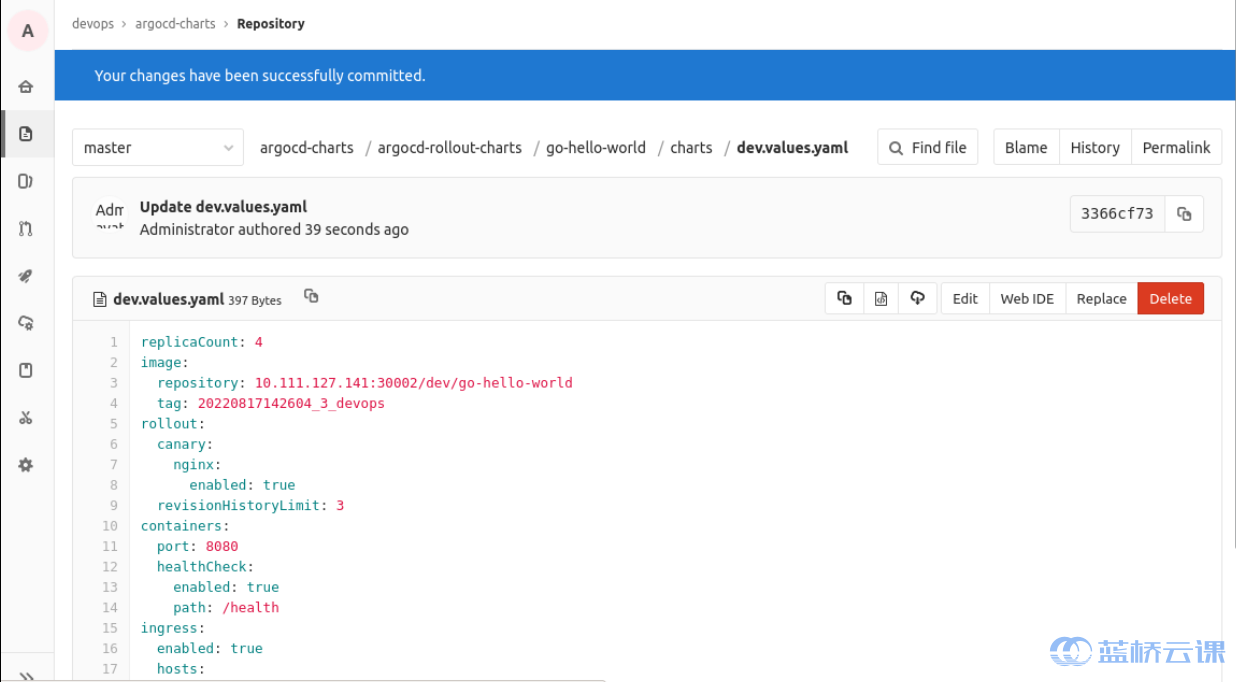 A
devops › argocd-charts › Repository
Your changes have been successfully committed.
master
argocd-charts / argocd-rollout-charts / go-hello-world / charts / dev.values.yaml
Find file
Blame
History
Permalink
Adm
Update dev.values.yaml
Administrator authored 39 seconds ago
3366cf73
dev.values.yaml 397 Bytes
Edit
Web IDE
Replace
Delete
1 replicaCount: 4
2 image:
3   repository: 10.111.127.141:30002/dev/go-hello-world
4   tag: 20220817142604_3_devops
5 rollout:
6   canary:
7     nginx:
8       enabled: true
9   revisionHistoryLimit: 3
10 containers:
11   port: 8080
12   healthCheck:
13     enabled: true
14     path: /health
15 ingress:
16   enabled: true
17   hosts:
蓝桥云课